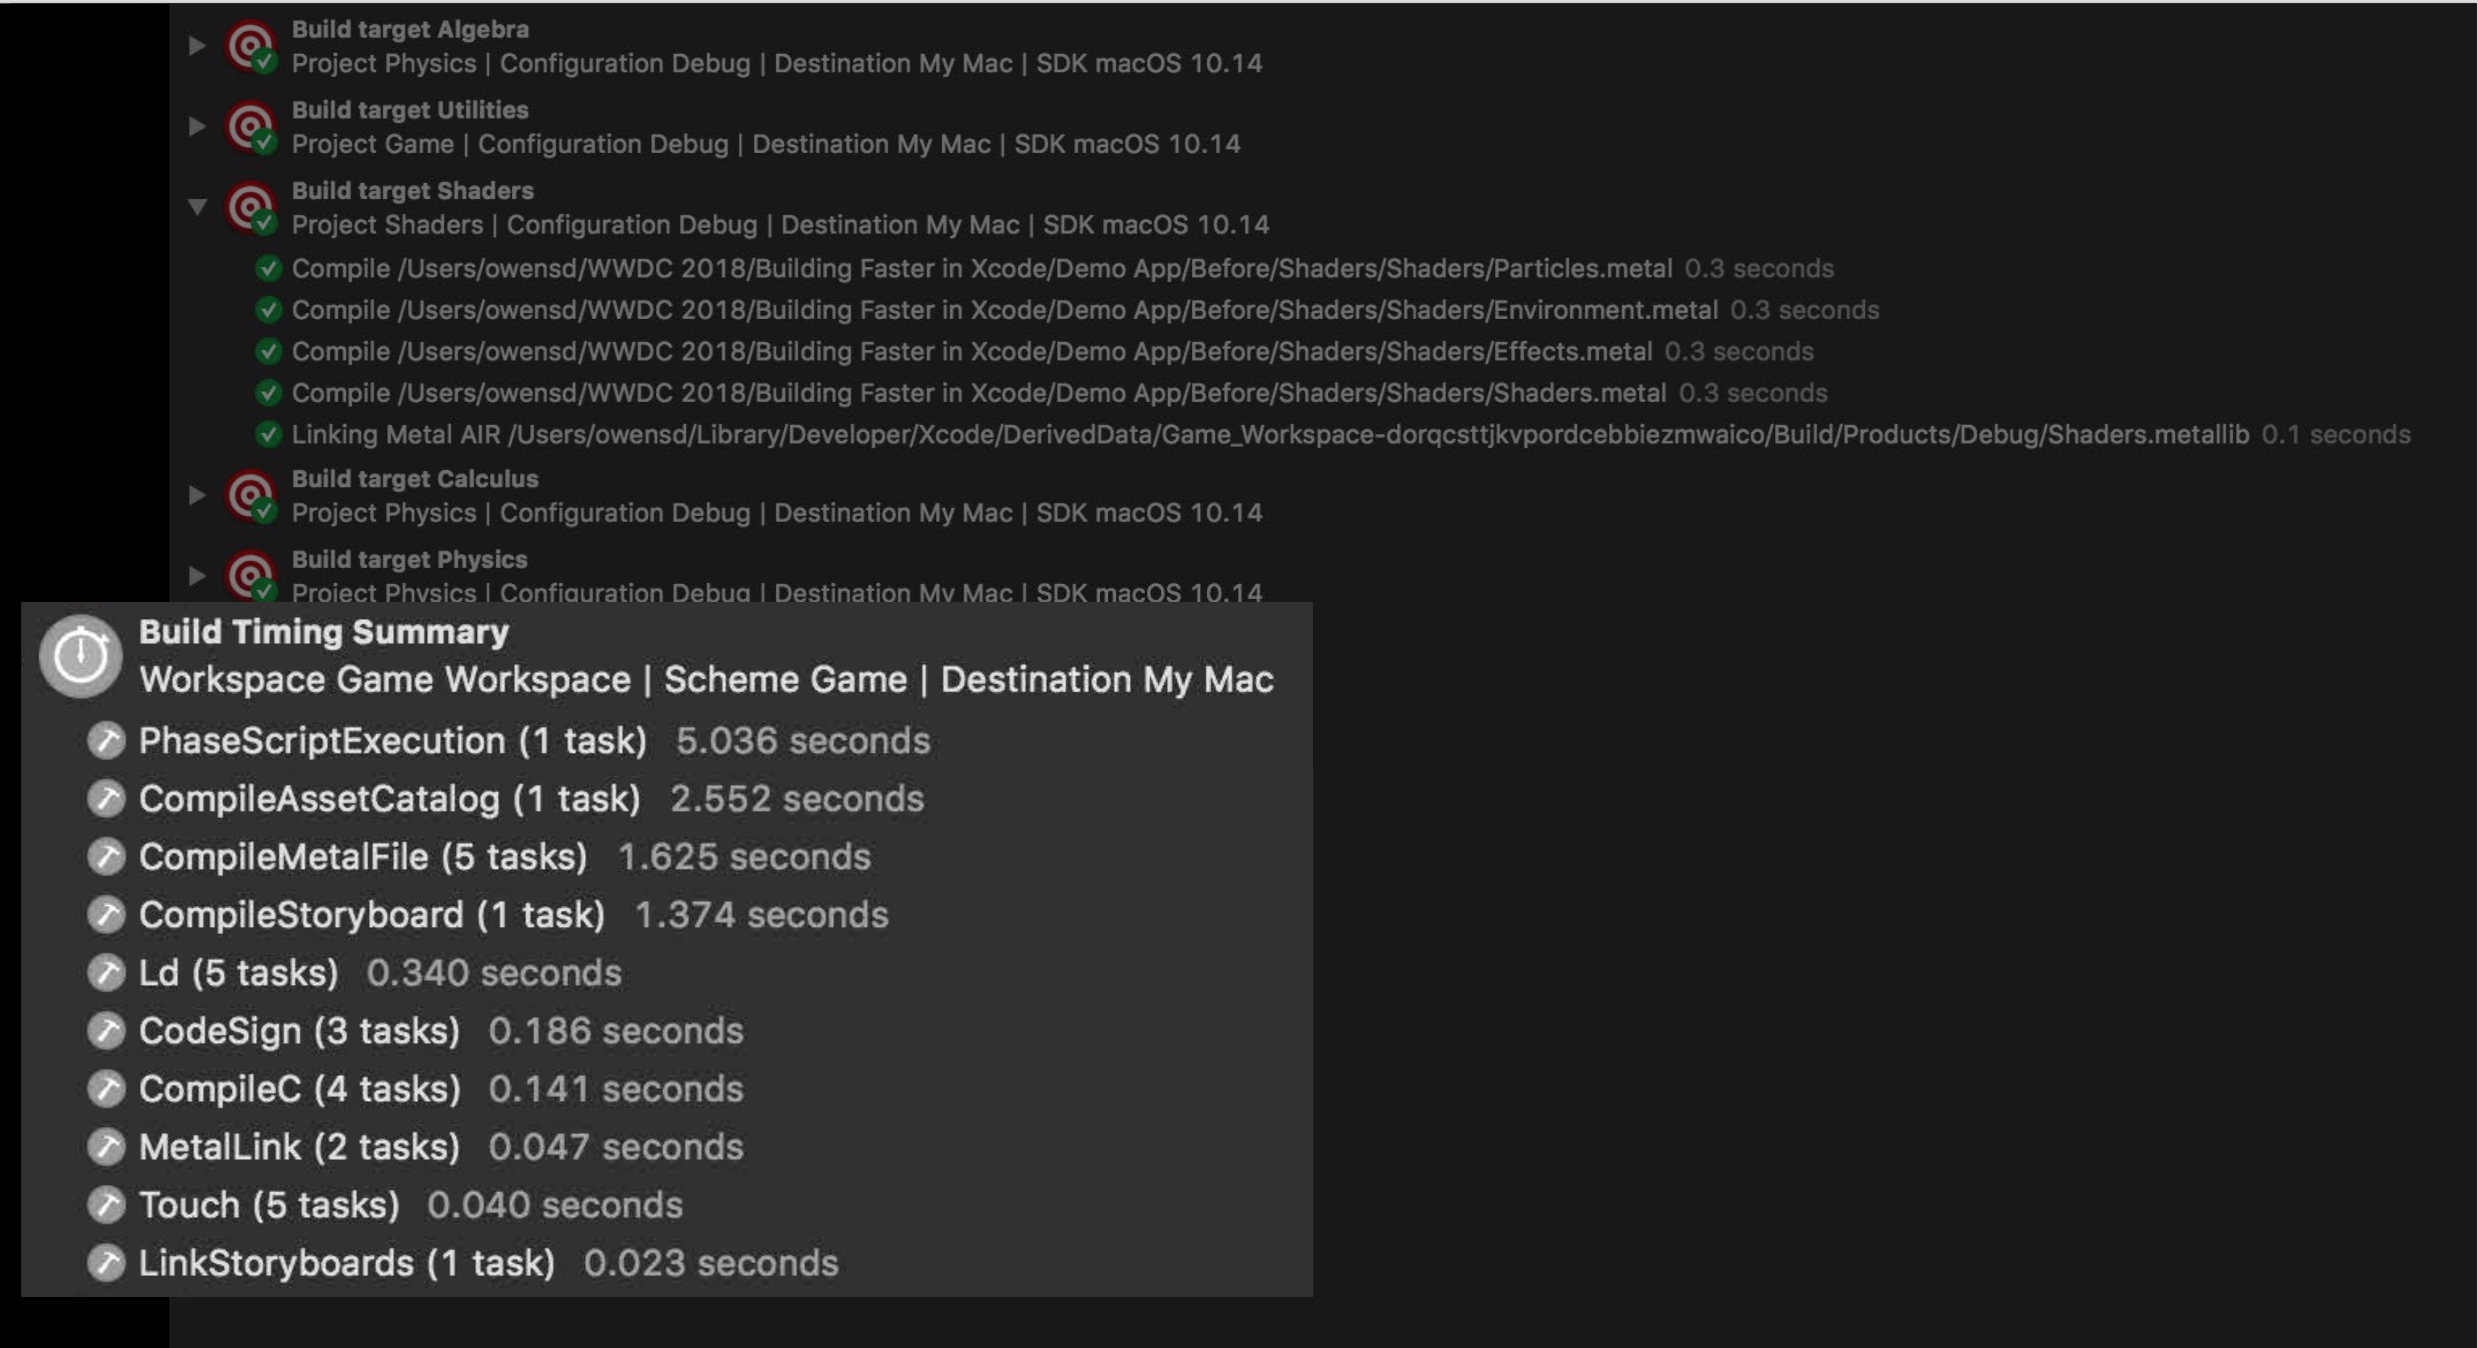 Build target Algebra
Project Physics | Configuration Debug | Destination My Mac | SDK macOS 10.14
Build target Utilities
Project Game | Configuration Debug | Destination My Mac | SDK macOS 10.14
Build target Shaders
Project Shaders | Configuration Debug | Destination My Mac | SDK macOS 10.14
Compile /Users/owensd/WWDC 2018/Building Faster in Xcode/Demo App/Before/Shaders/Shaders/Particles.metal 0.3 seconds
Compile /Users/owensd/WWDC 2018/Building Faster in Xcode/Demo App/Before/Shaders/Shaders/Environment.metal 0.3 seconds
Compile /Users/owensd/WWDC 2018/Building Faster in Xcode/Demo App/Before/Shaders/Shaders/Effects.metal 0.3 seconds
Compile /Users/owensd/WWDC 2018/Building Faster in Xcode/Demo App/Before/Shaders/Shaders/Shaders.metal 0.3 seconds
Linking Metal AIR /Users/owensd/Library/Developer/Xcode/DerivedData/Game_Workspace-dorqcsttjkvpordcebbiezmwaico/Build/Products/Debug/Shaders.metallib 0.1 seconds
Build target Calculus
Project Physics | Configuration Debug | Destination My Mac | SDK macOS 10.14
Build target Physics
Project Physics | Configuration Debug | Destination My Mac | SDK macOS 10.14
Build Timing Summary
Workspace Game Workspace | Scheme Game | Destination My Mac
PhaseScriptExecution (1 task) 5.036 seconds
CompileAssetCatalog (1 task) 2.552 seconds
CompileMetalFile (5 tasks) 1.625 seconds
CompileStoryboard (1 task) 1.374 seconds
Ld (5 tasks) 0.340 seconds
CodeSign (3 tasks) 0.186 seconds
CompileC (4 tasks) 0.141 seconds
MetalLink (2 tasks) 0.047 seconds
Touch (5 tasks) 0.040 seconds
LinkStoryboards (1 task) 0.023 seconds